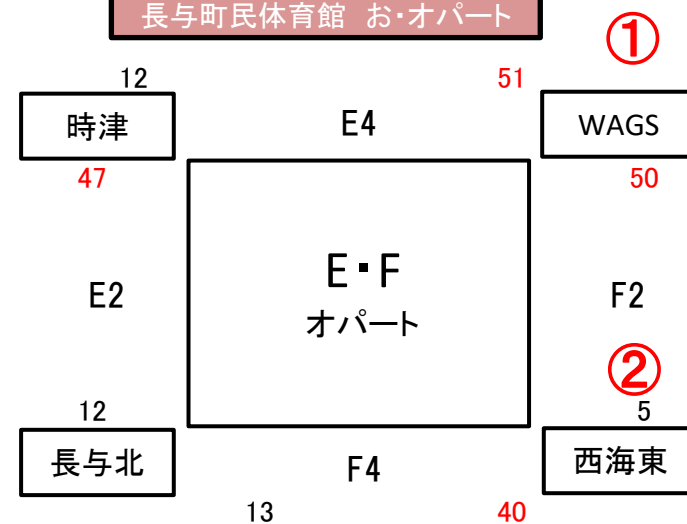 長与町民体育館 お・オパート
①
12 51
時津 E4 WAGS
47 50
E・F
E2 F2
オパート
②
12 5
長与北 F4 西海東
13 40